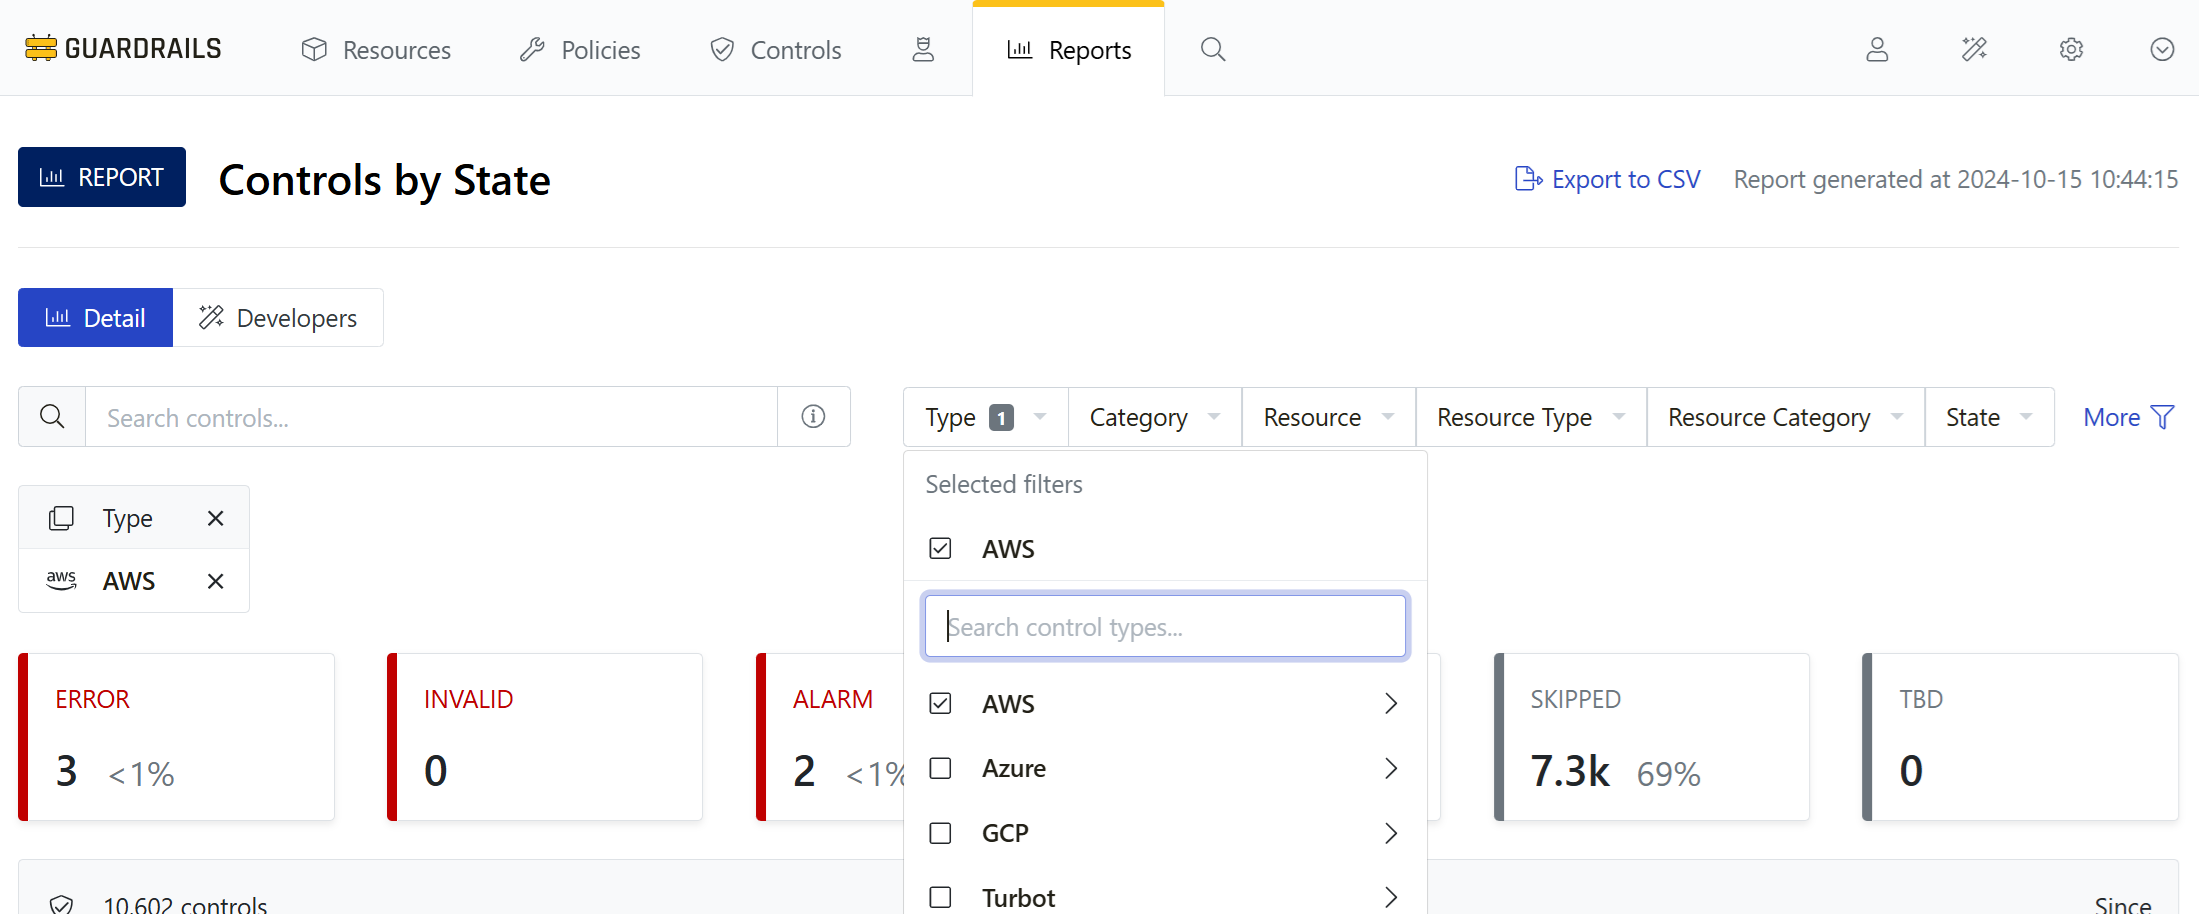 GUARDRAILS Resources Policies Controls Reports
REPORT Controls by State Export to CSV Report generated at 2024-10-15 10:44:15
Detail Developers
Search controls... Type 1 Category Resource Resource Type Resource Category State More
Selected filters
Type
AWS
aws AWS
Search control types...
ERROR INVALID ALARM SKIPPED TBD
AWS
3 <1% 0 2 <1% 7.3k 69% 0
Azure
GCP
Turbot
10,602 controls Since